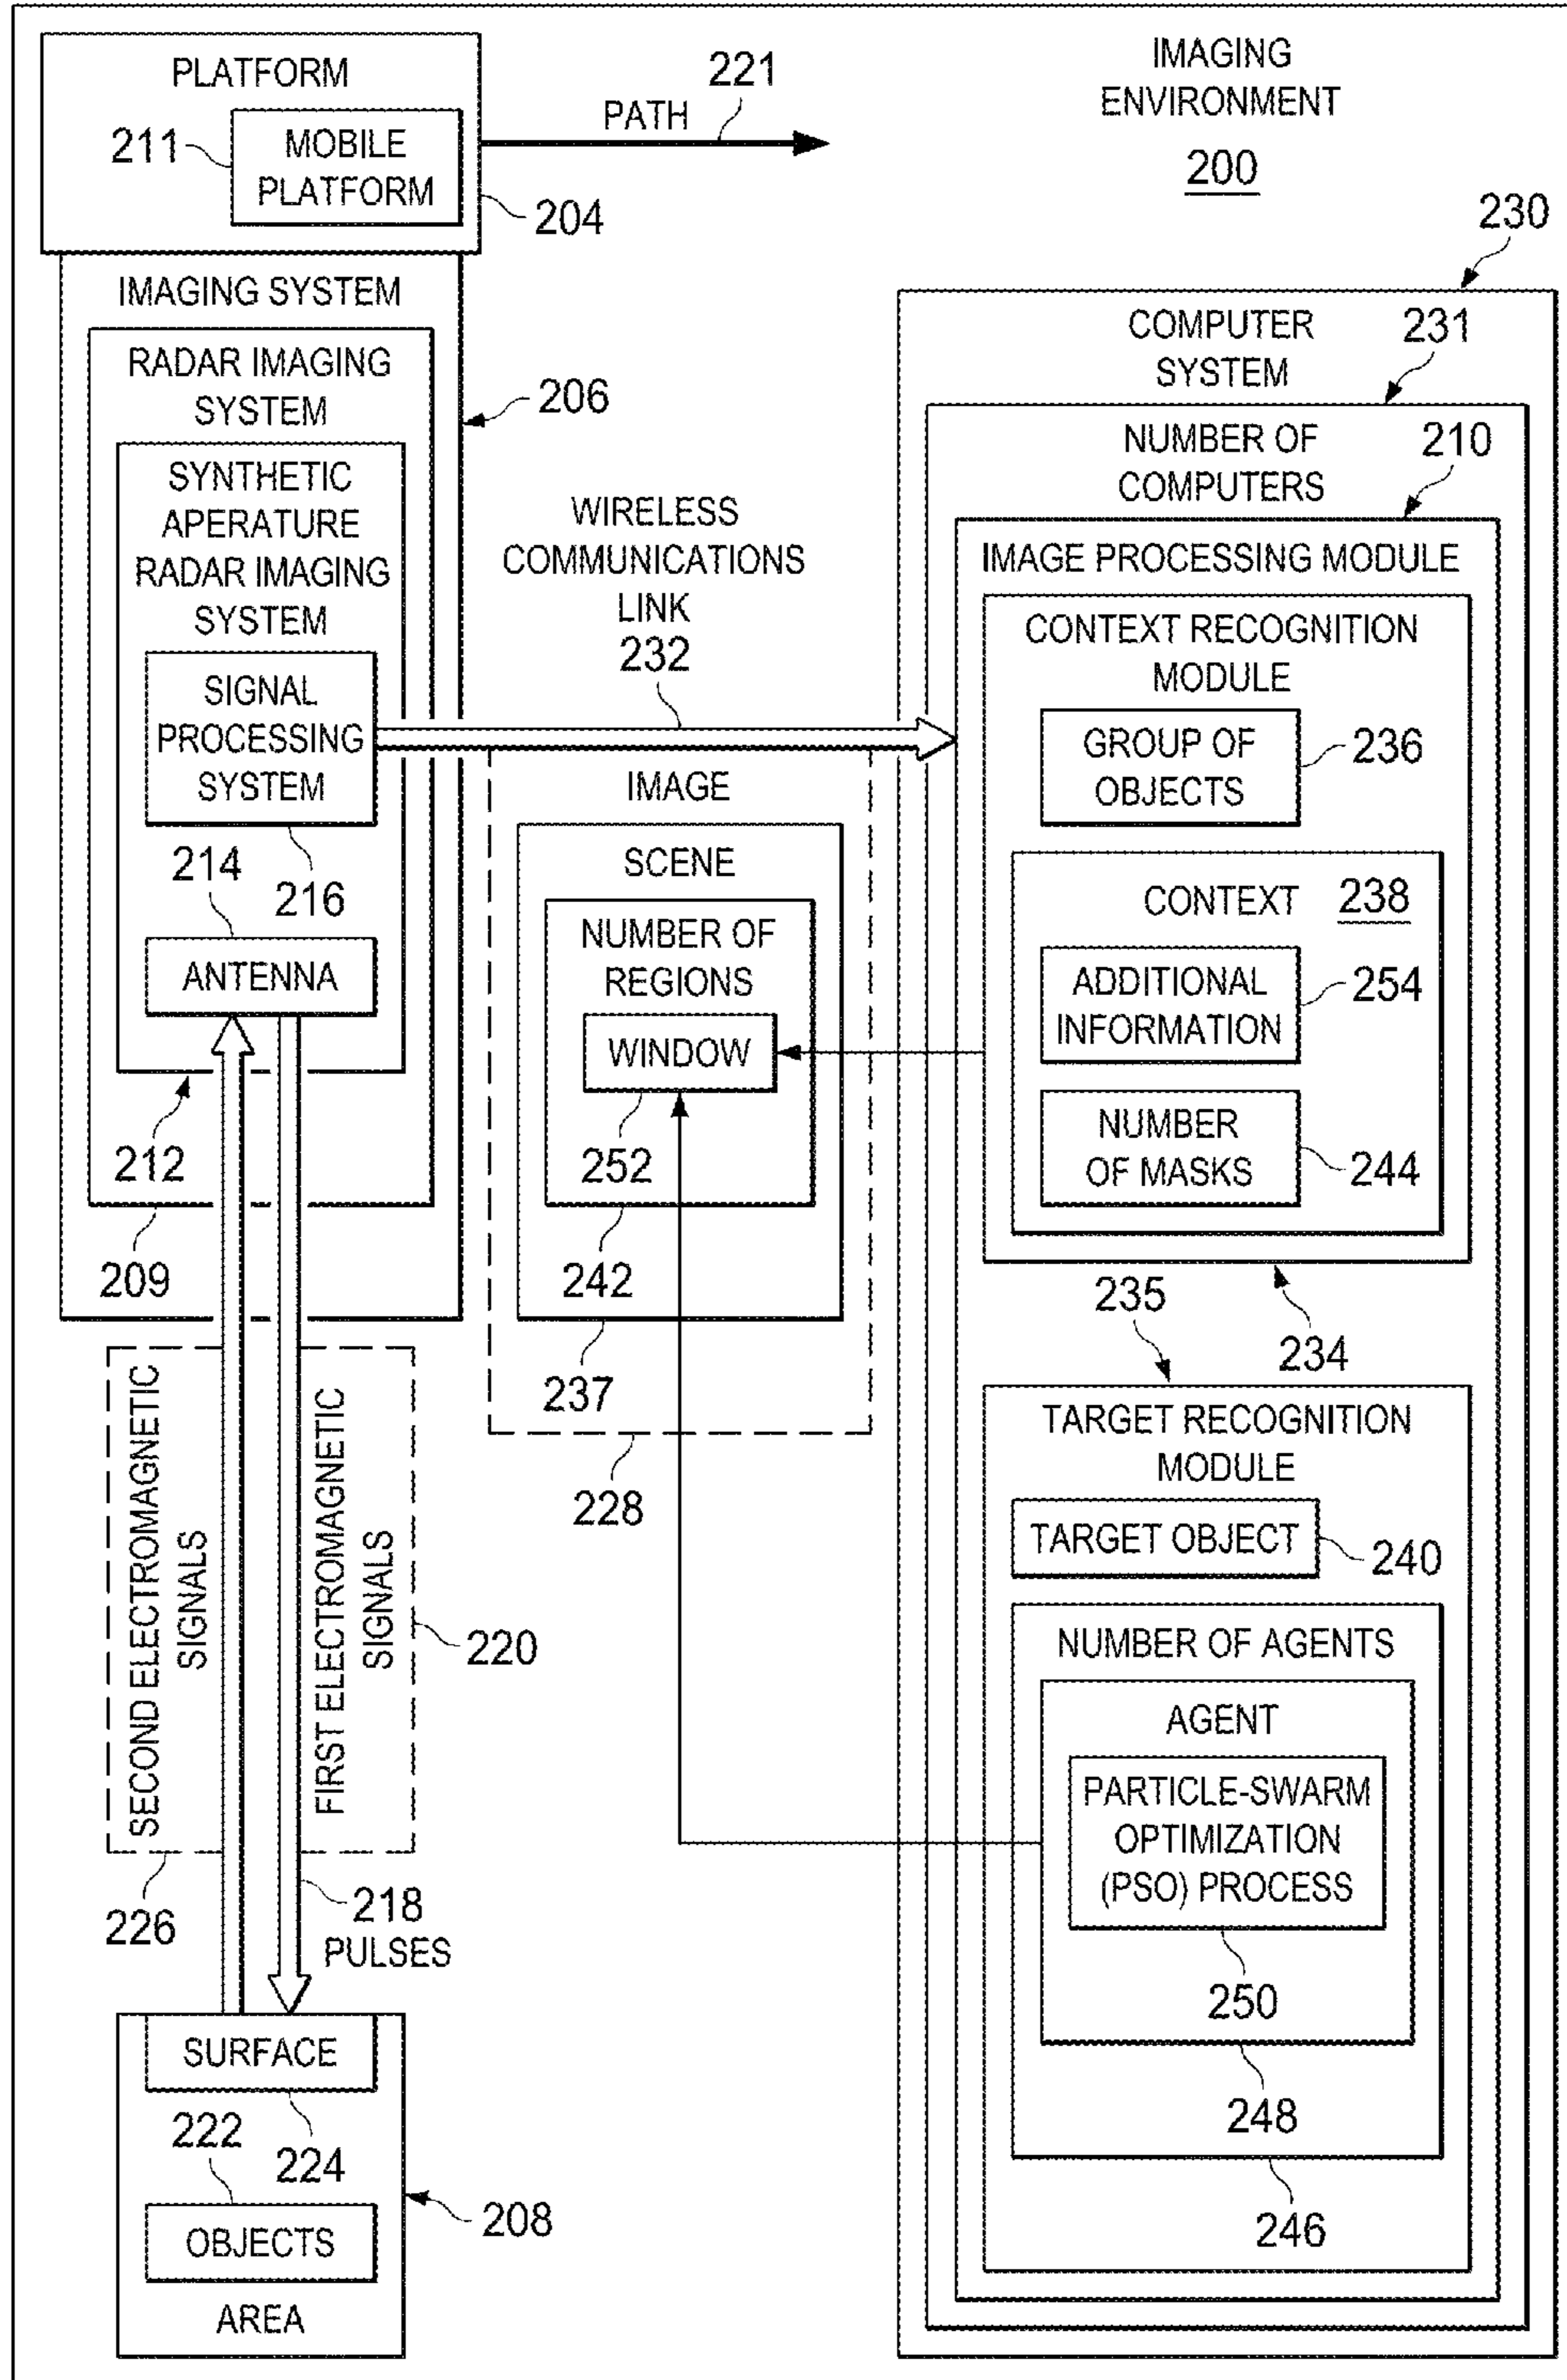 PLATFORM
211
MOBILE
PLATFORM
204
PATH
221
IMAGING
ENVIRONMENT
200
IMAGING SYSTEM
RADAR IMAGING
SYSTEM
206
SYNTHETIC
APERATURE
RADAR IMAGING
SYSTEM
SIGNAL
PROCESSING
SYSTEM
214
216
ANTENNA
212
209
WIRELESS
COMMUNICATIONS
LINK
232
IMAGE
SCENE
NUMBER OF
REGIONS
WINDOW
252
242
237
228
SECOND ELECTROMAGNETIC
SIGNALS
FIRST ELECTROMAGNETIC
SIGNALS
220
226
218
PULSES
SURFACE
222
224
OBJECTS
208
AREA
230
COMPUTER
SYSTEM
231
NUMBER OF
COMPUTERS
210
IMAGE PROCESSING MODULE
CONTEXT RECOGNITION
MODULE
GROUP OF
OBJECTS
236
CONTEXT 238
ADDITIONAL
INFORMATION
254
NUMBER
OF MASKS
244
235
234
TARGET RECOGNITION
MODULE
TARGET OBJECT
240
NUMBER OF AGENTS
AGENT
PARTICLE-SWARM
OPTIMIZATION
(PSO) PROCESS
250
248
246